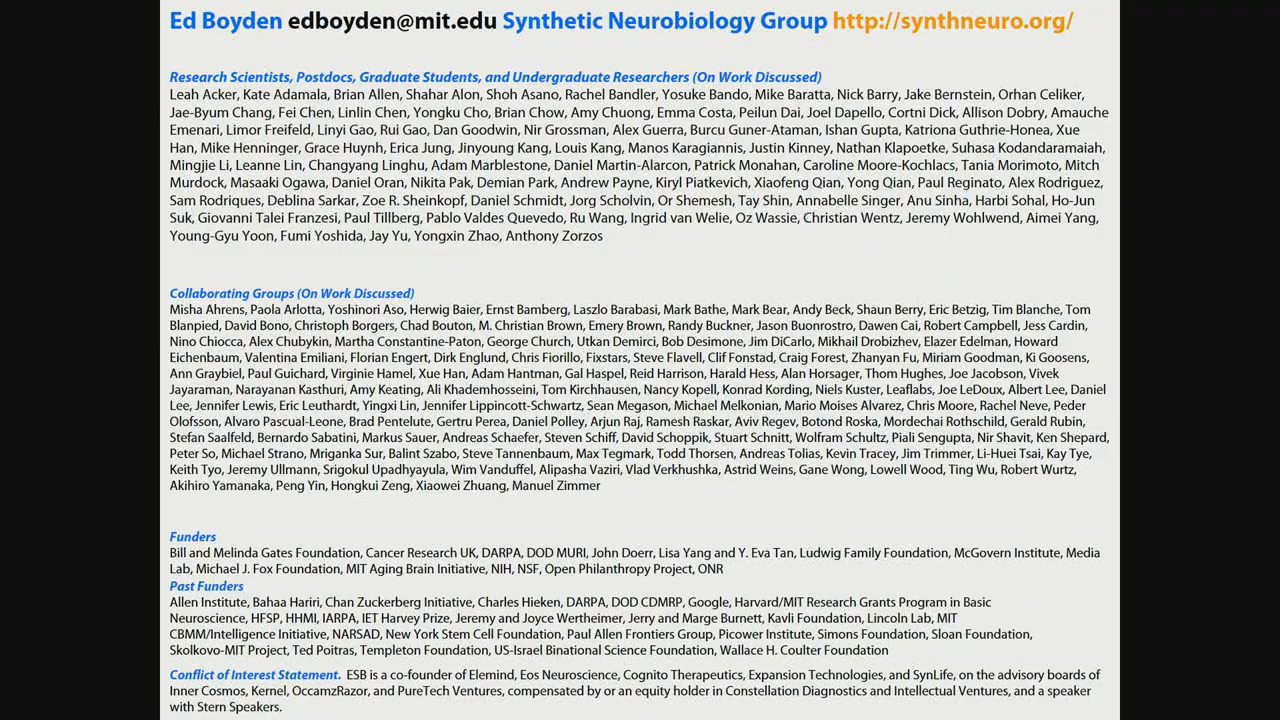 Ed Boyden edboyden@mit.edu Synthetic Neurobiology Group http://synthneuro.org/
Research Scientists, Postdocs, Graduate Students, and Undergraduate Researchers (On Work Discussed)
Leah Acker, Kate Adamala, Brian Allen, Shahar Alon, Shoh Asano, Rachel Bandler, Yosuke Bando, Mike Baratta, Nick Barry, Jake Bernstein, Orhan Celiker,
Jae-Byum Chang, Fei Chen, Linlin Chen, Yongku Cho, Brian Chow, Amy Chuong, Emma Costa, Peilun Dai, Joel Dapello, Cortni Dick, Allison Dobry, Amauche
Emenari, Limor Freifeld, Linyi Gao, Rui Gao, Dan Goodwin, Nir Grossman, Alex Guerra, Burcu Guner-Ataman, Ishan Gupta, Katriona Guthrie-Honea, Xue
Han, Mike Henninger, Grace Huynh, Erica Jung, Jinyoung Kang, Louis Kang, Manos Karagiannis, Justin Kinney, Nathan Klapoetke, Suhasa Kodandaramaiah,
Mingjie Li, Leanne Lin, Changyang Linghu, Adam Marblestone, Daniel Martin-Alarcon, Patrick Monahan, Caroline Moore-Kochlacs, Tania Morimoto, Mitch
Murdock, Masaaki Ogawa, Daniel Oran, Nikita Pak, Demian Park, Andrew Payne, Kiryl Piatkevich, Xiaofeng Qian, Yong Qian, Paul Reginato, Alex Rodriguez,
Sam Rodriques, Deblina Sarkar, Zoe R. Sheinkopf, Daniel Schmidt, Jorg Scholvin, Or Shemesh, Tay Shin, Annabelle Singer, Anu Sinha, Harbi Sohal, Ho-Jun
Suk, Giovanni Talei Franzesi, Paul Tillberg, Pablo Valdes Quevedo, Ru Wang, Ingrid van Welie, Oz Wassie, Christian Wentz, Jeremy Wohlwend, Aimei Yang,
Young-Gyu Yoon, Fumi Yoshida, Jay Yu, Yongxin Zhao, Anthony Zorzos
Collaborating Groups (On Work Discussed)
Misha Ahrens, Paola Arlotta, Yoshinori Aso, Herwig Baier, Ernst Bamberg, Laszlo Barabasi, Mark Bathe, Mark Bear, Andy Beck, Shaun Berry, Eric Betzig, Tim Blanche, Tom
Blanpied, David Bono, Christoph Borgers, Chad Bouton, M. Christian Brown, Emery Brown, Randy Buckner, Jason Buonrostro, Dawen Cai, Robert Campbell, Jess Cardin,
Nino Chiocca, Alex Chubykin, Martha Constantine-Paton, George Church, Utkan Demirci, Bob Desimone, Jim DiCarlo, Mikhail Drobizhev, Elazer Edelman, Howard
Eichenbaum, Valentina Emiliani, Florian Engert, Dirk Englund, Chris Fiorillo, Fixstars, Steve Flavell, Clif Fonstad, Craig Forest, Zhanyan Fu, Miriam Goodman, Ki Goosens,
Ann Graybiel, Paul Guichard, Virginie Hamel, Xue Han, Adam Hantman, Gal Haspel, Reid Harrison, Harald Hess, Alan Horsager, Thom Hughes, Joe Jacobson, Vivek
Jayaraman, Narayanan Kasthuri, Amy Keating, Ali Khademhosseini, Tom Kirchhausen, Nancy Kopell, Konrad Kording, Niels Kuster, Leaflabs, Joe LeDoux, Albert Lee, Daniel
Lee, Jennifer Lewis, Eric Leuthardt, Yingxi Lin, Jennifer Lippincott-Schwartz, Sean Megason, Michael Melkonian, Mario Moises Alvarez, Chris Moore, Rachel Neve, Peder
Olofsson, Alvaro Pascual-Leone, Brad Pentelute, Gertru Perea, Daniel Polley, Arjun Raj, Ramesh Raskar, Aviv Regev, Botond Roska, Mordechai Rothschild, Gerald Rubin,
Stefan Saalfeld, Bernardo Sabatini, Markus Sauer, Andreas Schaefer, Steven Schiff, David Schoppik, Stuart Schnitt, Wolfram Schultz, Piali Sengupta, Nir Shavit, Ken Shepard,
Peter So, Michael Strano, Mriganka Sur, Balint Szabo, Steve Tannenbaum, Max Tegmark, Todd Thorsen, Andreas Tolias, Kevin Tracey, Jim Trimmer, Li-Huei Tsai, Kay Tye,
Keith Tyo, Jeremy Ullmann, Srigokul Upadhyayula, Wim Vanduffel, Alipasha Vaziri, Vlad Verkhushka, Astrid Weins, Gane Wong, Lowell Wood, Ting Wu, Robert Wurtz,
Akihiro Yamanaka, Peng Yin, Hongkui Zeng, Xiaowei Zhuang, Manuel Zimmer
Funders
Bill and Melinda Gates Foundation, Cancer Research UK, DARPA, DOD MURI, John Doerr, Lisa Yang and Y. Eva Tan, Ludwig Family Foundation, McGovern Institute, Media
Lab, Michael J. Fox Foundation, MIT Aging Brain Initiative, NIH, NSF, Open Philanthropy Project, ONR
Past Funders
Allen Institute, Bahaa Hariri, Chan Zuckerberg Initiative, Charles Hieken, DARPA, DOD CDMRP, Google, Harvard/MIT Research Grants Program in Basic
Neuroscience, HFSP, HHMI, IARPA, IET Harvey Prize, Jeremy and Joyce Wertheimer, Jerry and Marge Burnett, Kavli Foundation, Lincoln Lab, MIT
CBMM/Intelligence Initiative, NARSAD, New York Stem Cell Foundation, Paul Allen Frontiers Group, Picower Institute, Simons Foundation, Sloan Foundation,
Skolkovo-MIT Project, Ted Poitras, Templeton Foundation, US-Israel Binational Science Foundation, Wallace H. Coulter Foundation
Conflict of Interest Statement. ESB is a co-founder of Elemind, Eos Neuroscience, Cognito Therapeutics, Expansion Technologies, and SynLife, on the advisory boards of
Inner Cosmos, Kernel, OccamzRazor, and PureTech Ventures, compensated by or an equity holder in Constellation Diagnostics and Intellectual Ventures, and a speaker
with Stern Speakers.